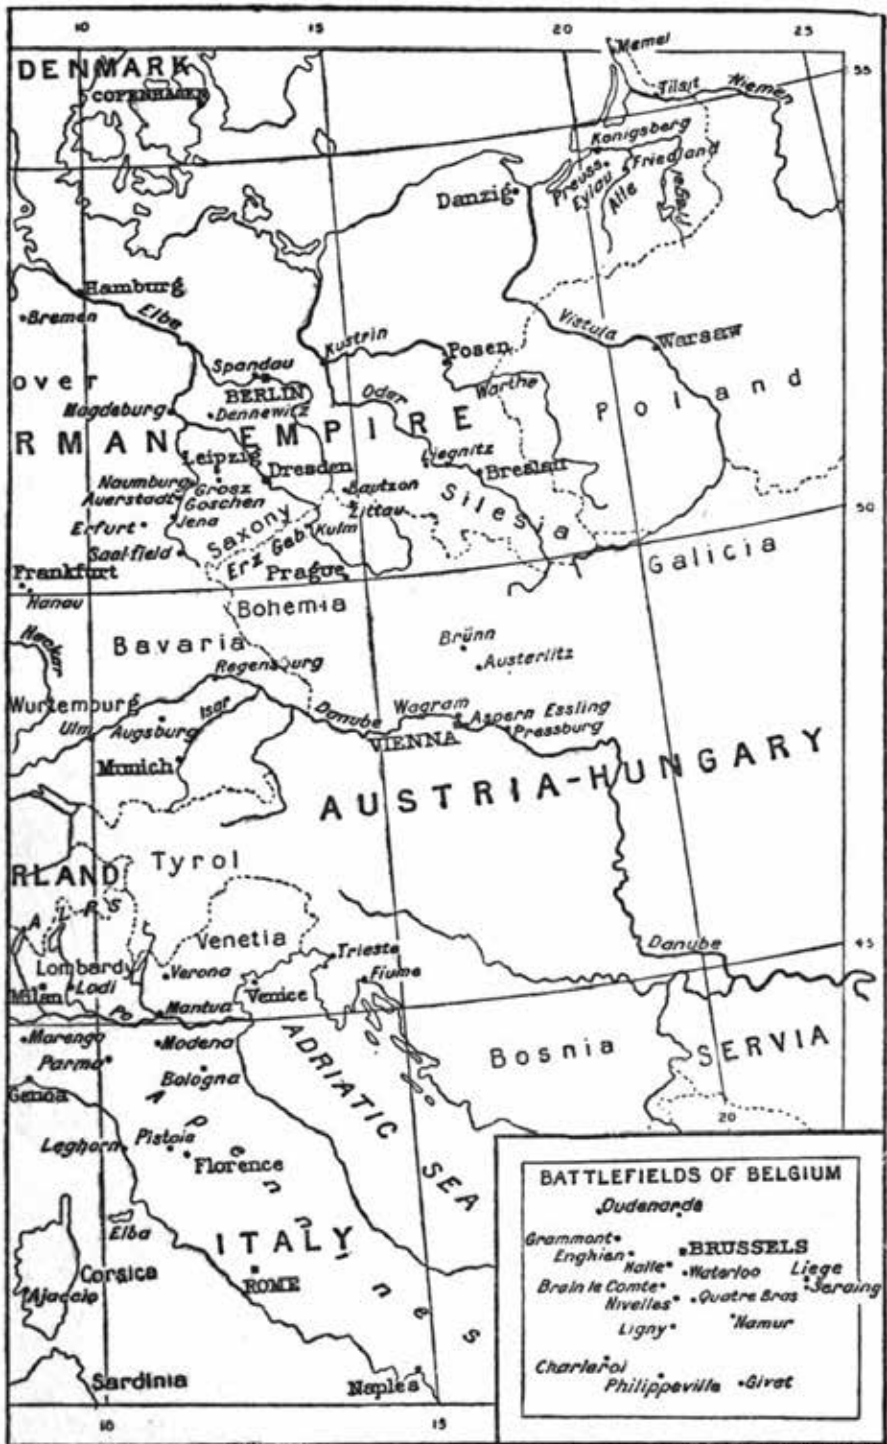 10 15 20 25
Memel
DENMARK
55
COPENHAGEN
Tilsit Niemen
Konigsberg
Friedland
Preuss.
Eylau
Alle
Danzig
Hamburg
Elbe
Bremen
Vistula
Warsaw
Kustrin
Posen
Spandau
BERLIN
over
Oder
Warthe
Poland
Magdeburg
Dennewitz
RMAN EMPIRE
Leipzig
Liegnitz
Dresden
Breslau
Naumburg
Grosz
Bautzon
Auerstadt
Goschen
Zittau
Silesia
Jena
50
Erfurt
Saxony
Kulm
Saalfield
Erz Geb.
Galicia
Frankfurt
Prague
Hanau
Bohemia
Neckar
Bavaria
Brünn
Austerlitz
Regensburg
Wurtemburg
Isar
Danube
Wagram
Aspern Essling
Ulm
Augsburg
VIENNA
Pressburg
Munich
AUSTRIA-HUNGARY
Tyrol
RLAND
ALPS
Venetia
Trieste
Danube
45
Lombardy
Verona
Fiume
Milan
Lodi
Venice
Po
Mantua
Marengo
Modena
ADRIATIC SEA
Bosnia
SERVIA
Parma
Bologna
Genoa
Apennines
20
Pistoia
Leghorn
Florence
Elba
ITALY
Corsica
ROME
Ajaccio
Sardinia
Naples
10 15
BATTLEFIELDS OF BELGIUM
Oudenarde
Grammont
BRUSSELS
Enghien
Halle
Waterloo
Liege
Brain le Comte
Seraing
Nivelles
Quatre Bras
Ligny
Namur
Charleroi
Philippeville
Givet